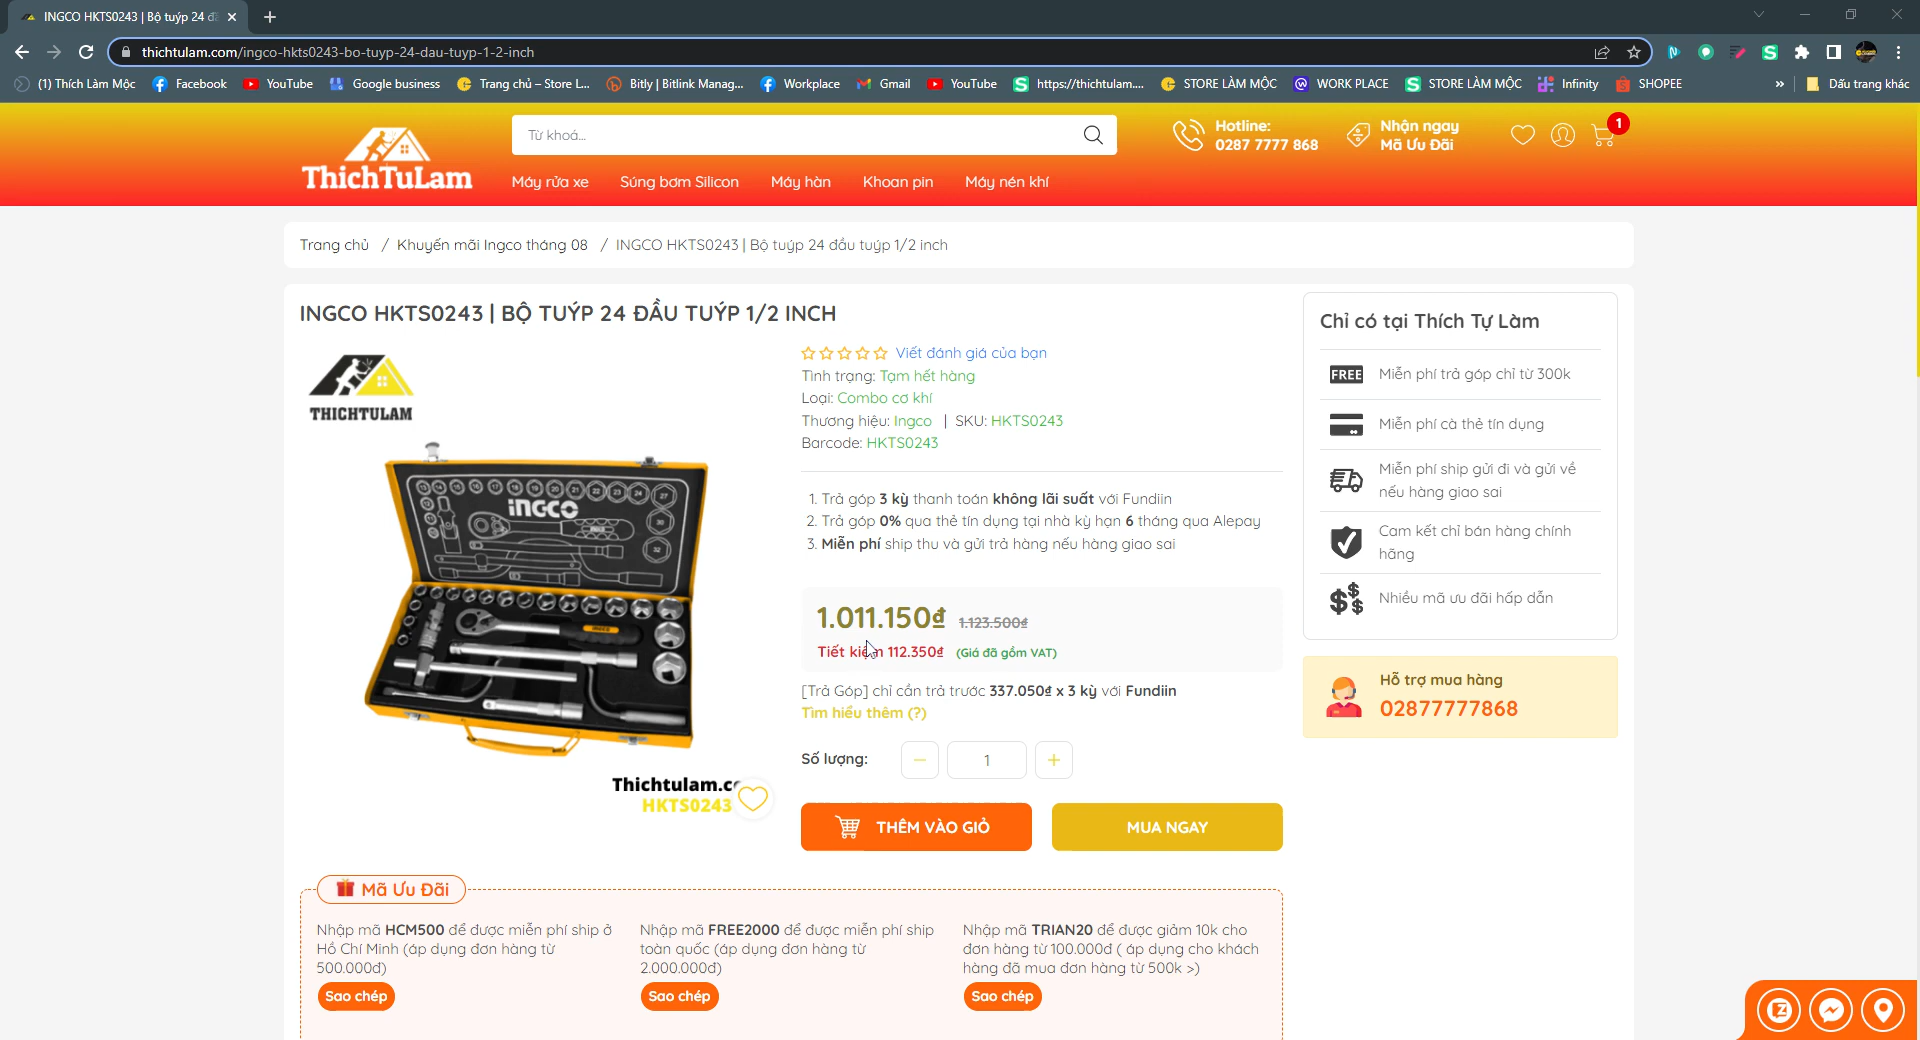 INGCO HKTS0243 | Bộ tuýp 24 đầ
thichtulam.com/ingco-hkts0243-bo-tuyp-24-dau-tuyp-1-2-inch
(1) Thích Làm Mộc
Facebook
YouTube
Google business
Trang chủ – Store L...
Bitly | Bitlink Manag...
Workplace
Gmail
YouTube
https://thichtulam....
STORE LÀM MỘC
WORK PLACE
STORE LÀM MỘC
Infinity
SHOPEE
»
Dấu trang khác
ThichTuLam
Từ khoá...
Hotline:
0287 7777 868
Nhận ngay
Mã Ưu Đãi
1
Máy rửa xe
Súng bơm Silicon
Máy hàn
Khoan pin
Máy nén khí
Trang chủ / Khuyến mãi Ingco tháng 08 / INGCO HKTS0243 | Bộ tuýp 24 đầu tuýp 1/2 inch
INGCO HKTS0243 | BỘ TUÝP 24 ĐẦU TUÝP 1/2 INCH
THICHTULAM
INGCO
Thichtulam.c
HKTS0243
Viết đánh giá của bạn
Tình trạng: Tạm hết hàng
Loại: Combo cơ khí
Thương hiệu: Ingco | SKU: HKTS0243
Barcode: HKTS0243
1. Trả góp 3 kỳ thanh toán không lãi suất với Fundiin
2. Trả góp 0% qua thẻ tín dụng tại nhà kỳ hạn 6 tháng qua Alepay
3. Miễn phí ship thu và gửi trả hàng nếu hàng giao sai
1.011.150₫ 1.123.500₫
Tiết kiệm 112.350₫ (Giá đã gồm VAT)
[Trả Góp] chỉ cần trả trước 337.050₫ x 3 kỳ với Fundiin
Tìm hiểu thêm (?)
Số lượng:
−
1
+
THÊM VÀO GIỎ
MUA NGAY
Chỉ có tại Thích Tự Làm
FREE
Miễn phí trả góp chỉ từ 300k
Miễn phí cà thẻ tín dụng
Miễn phí ship gửi đi và gửi về
nếu hàng giao sai
Cam kết chỉ bán hàng chính
hãng
Nhiều mã ưu đãi hấp dẫn
Hỗ trợ mua hàng
02877777868
Mã Ưu Đãi
Nhập mã HCM500 để được miễn phí ship ở
Hồ Chí Minh (áp dụng đơn hàng từ
500.000đ)
Sao chép
Nhập mã FREE2000 để được miễn phí ship
toàn quốc (áp dụng đơn hàng từ
2.000.000đ)
Sao chép
Nhập mã TRIAN20 để được giảm 10k cho
đơn hàng từ 100.000đ ( áp dụng cho khách
hàng đã mua đơn hàng từ 500k >)
Sao chép